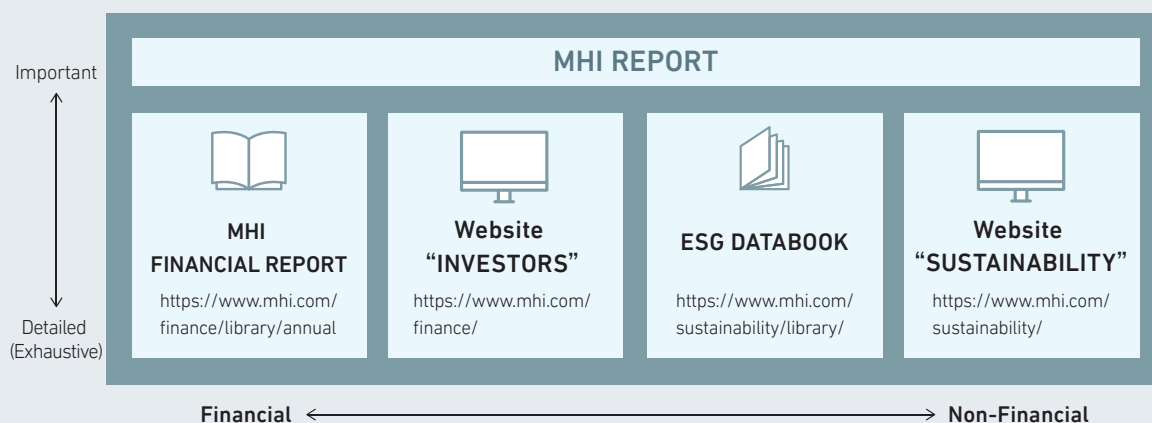 MHI REPORT
Important
Detailed
(Exhaustive)
MHI
FINANCIAL REPORT
https://www.mhi.com/
finance/library/annual
Website
“INVESTORS”
https://www.mhi.com/
finance/
ESG DATABOOK
https://www.mhi.com/
sustainability/library/
Website
“SUSTAINABILITY”
https://www.mhi.com/
sustainability/
Financial
Non-Financial